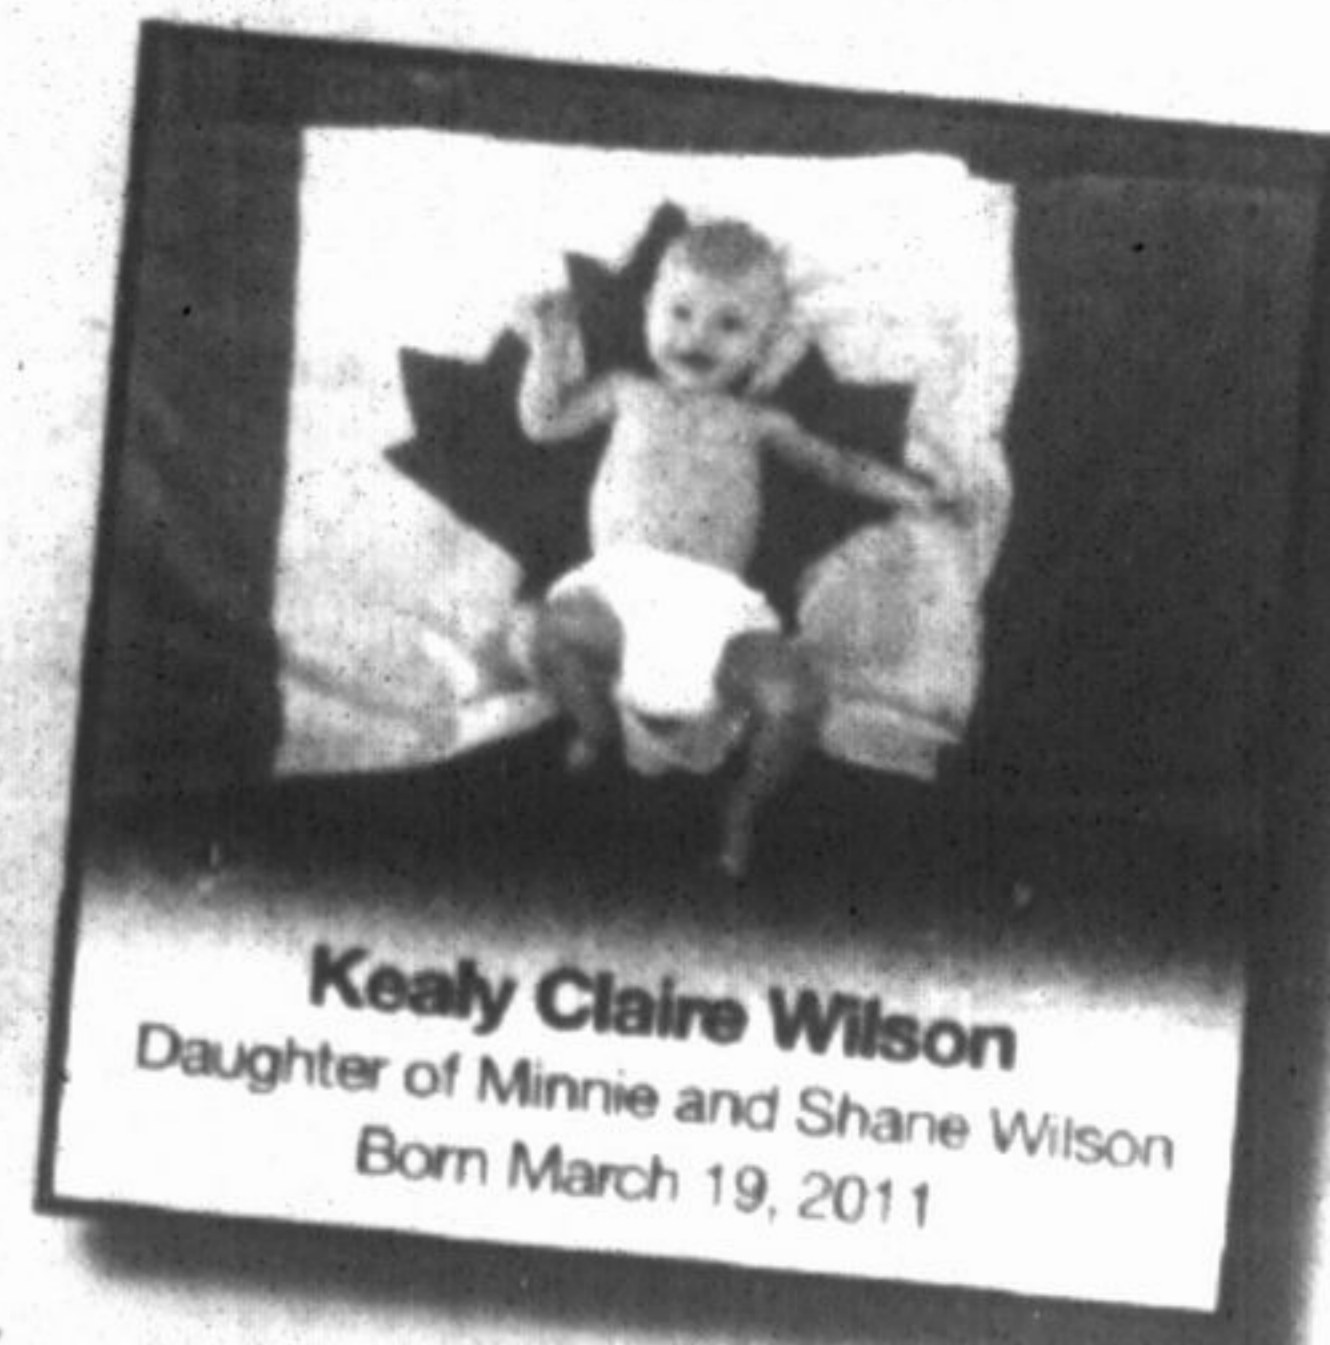 Kealy Claire Wilson
Daughter of Minnie and Shane Wilson
Born March 19, 2011